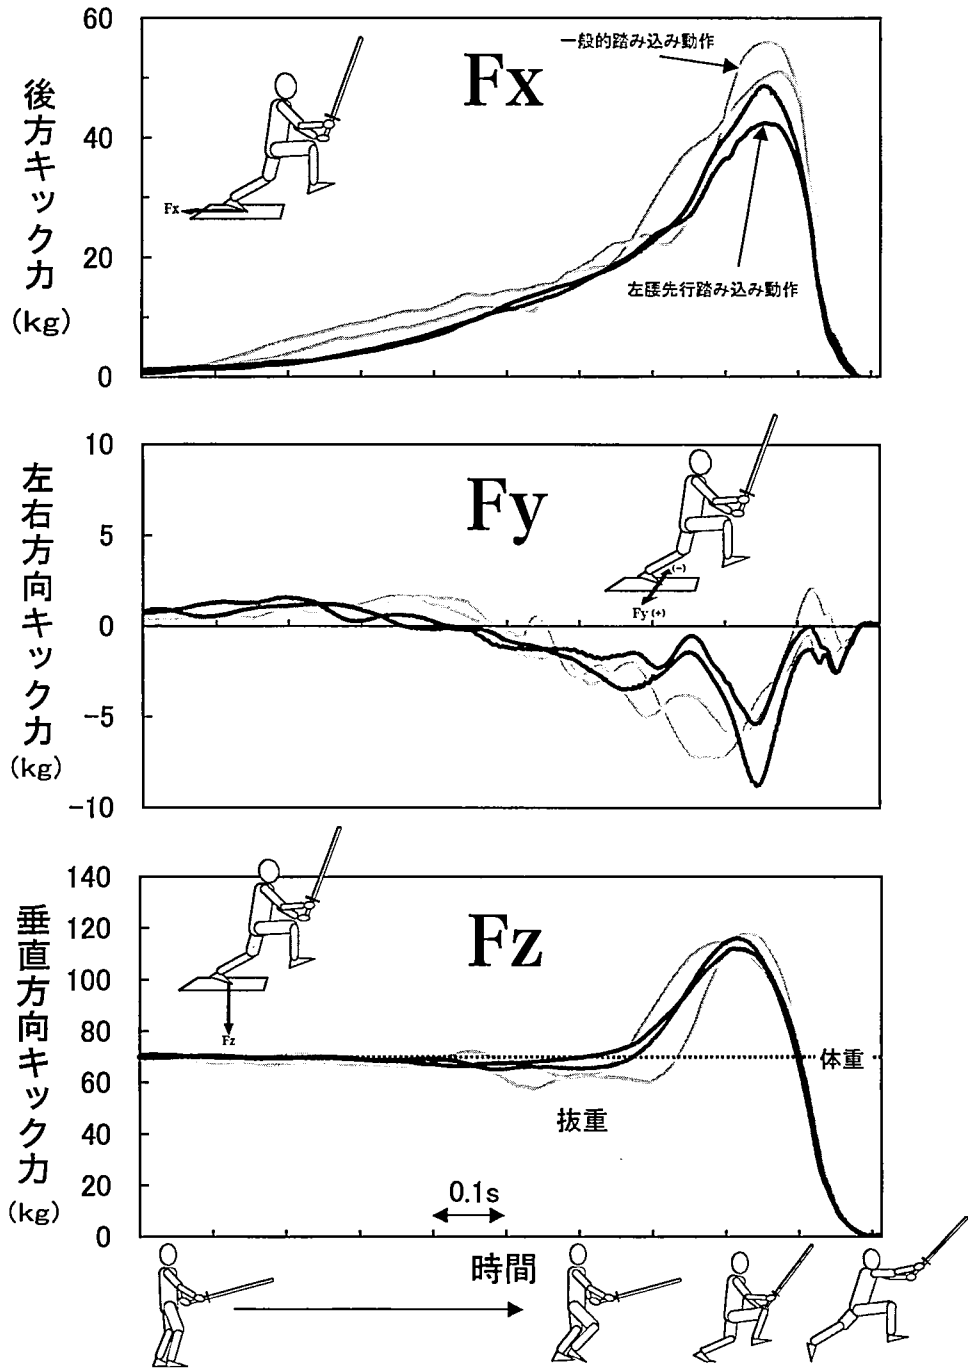 60
40
20
0
後方キック力
(kg)
Fx
一般的踏み込み動作
左腰先行踏み込み動作
Fx
10
5
0
−5
−10
左右方向キック力
(kg)
Fy
(−)
Fy (+)
140
120
100
80
60
40
20
0
垂直方向キック力
(kg)
Fz
Fz
体重
抜重
0.1s
時間